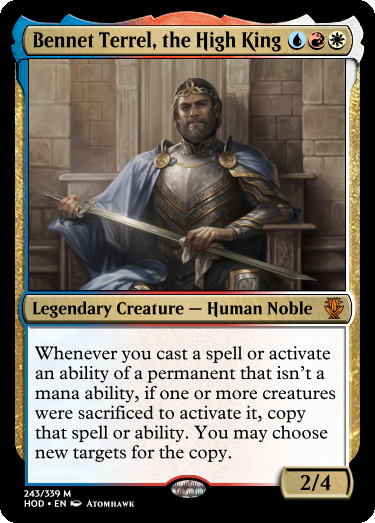 Bennet Terrel, the High King
Legendary Creature — Human Noble
Whenever you cast a spell or activate
an ability of a permanent that isn't a
mana ability, if one or more creatures
were sacrificed to activate it, copy
that spell or ability. You may choose
new targets for the copy.
2/4
243/339 M
HOD • EN Atomhawk